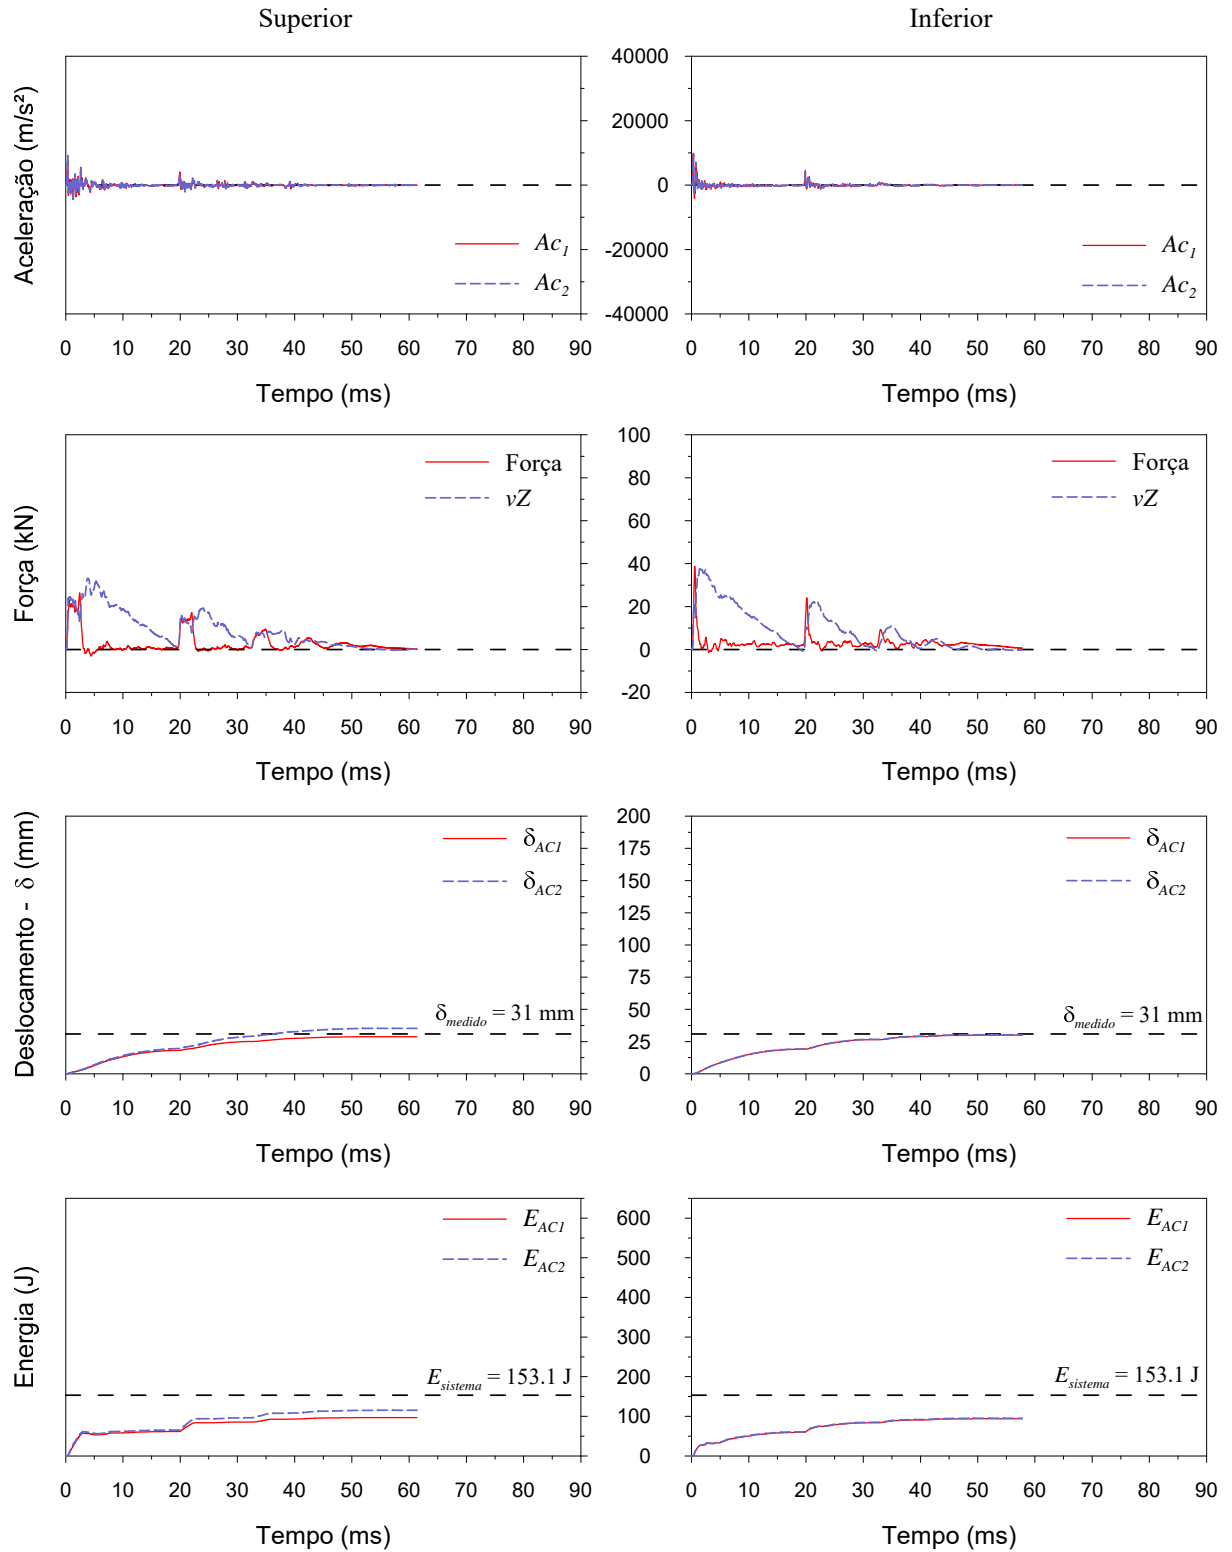 Superior
Inferior
Aceleração (m/s²)
40000
20000
0
-20000
-40000
Ac1
Ac2
Ac1
Ac2
0 10 20 30 40 50 60 70 80 90
0 10 20 30 40 50 60 70 80 90
Tempo (ms)
Tempo (ms)
Força (kN)
100
80
60
40
20
0
-20
Força
vZ
Força
vZ
0 10 20 30 40 50 60 70 80 90
0 10 20 30 40 50 60 70 80 90
Tempo (ms)
Tempo (ms)
Deslocamento - δ (mm)
200
175
150
125
100
75
50
25
0
δAC1
δAC2
δmedido = 31 mm
δAC1
δAC2
δmedido = 31 mm
0 10 20 30 40 50 60 70 80 90
0 10 20 30 40 50 60 70 80 90
Tempo (ms)
Tempo (ms)
Energia (J)
600
500
400
300
200
100
0
EAC1
EAC2
Esistema = 153.1 J
EAC1
EAC2
Esistema = 153.1 J
0 10 20 30 40 50 60 70 80 90
0 10 20 30 40 50 60 70 80 90
Tempo (ms)
Tempo (ms)